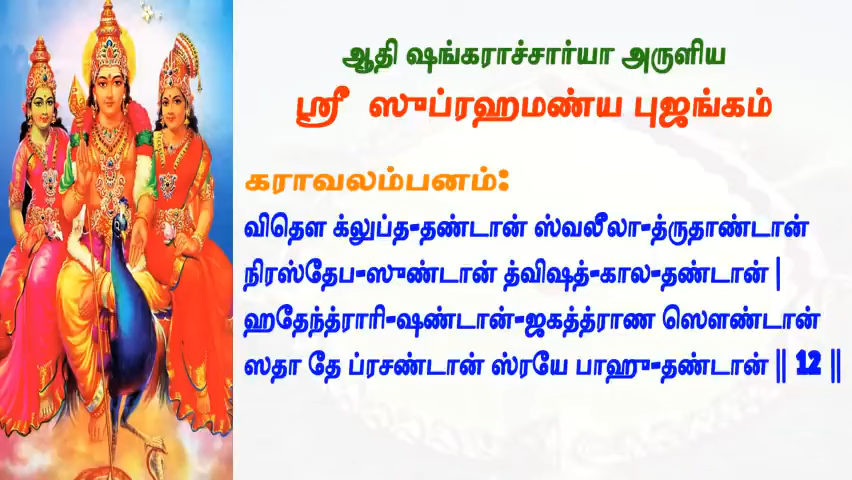 ஆதி ஷங்கராச்சார்யா அருளிய
ஸ்ரீ ஸுப்ரஹமண்ய புஜங்கம்
கராவலம்பனம்:
விதௌ க்லுப்த-தண்டான் ஸ்வலீலா-த்ருதாண்டான்
நிரஸ்தேப-ஸுண்டான் த்விஷத்-கால-தண்டான் |
ஹதேந்த்ராரி-ஷண்டான்-ஜகத்த்ராண ஸௌண்டான்
ஸதா தே ப்ரசண்டான் ஸ்ரயே பாஹு-தண்டான் || 12 ||